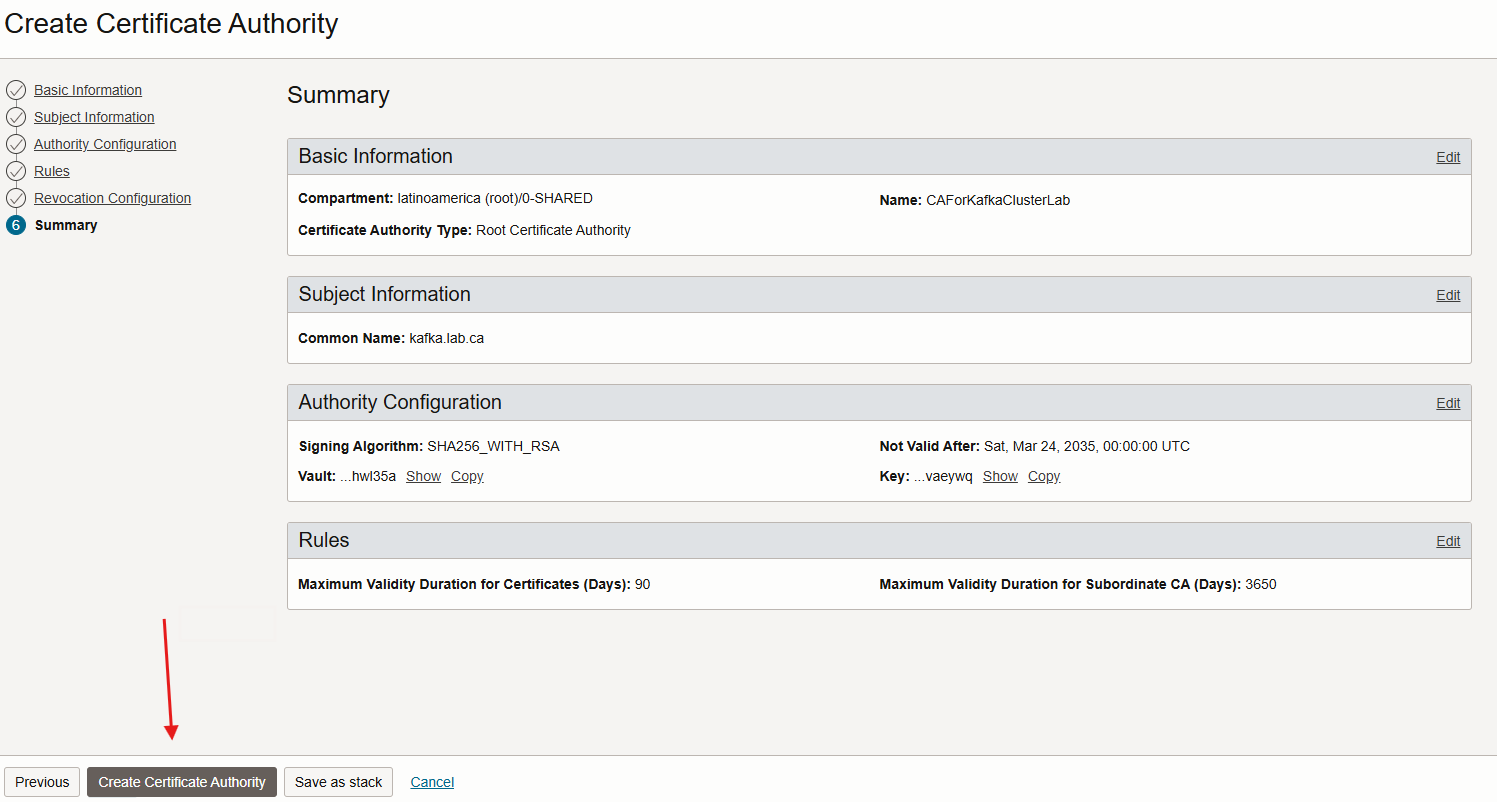 Create Certificate Authority
Basic Information
Subject Information
Authority Configuration
Rules
Revocation Configuration
6 Summary
Summary
Basic Information Edit
Compartment: latinoamerica (root)/0-SHARED Name: CAForKafkaClusterLab
Certificate Authority Type: Root Certificate Authority
Subject Information Edit
Common Name: kafka.lab.ca
Authority Configuration Edit
Signing Algorithm: SHA256_WITH_RSA Not Valid After: Sat, Mar 24, 2035, 00:00:00 UTC
Vault: ...hwl35a Show Copy Key: ...vaeywq Show Copy
Rules Edit
Maximum Validity Duration for Certificates (Days): 90 Maximum Validity Duration for Subordinate CA (Days): 3650
Previous Create Certificate Authority Save as stack Cancel